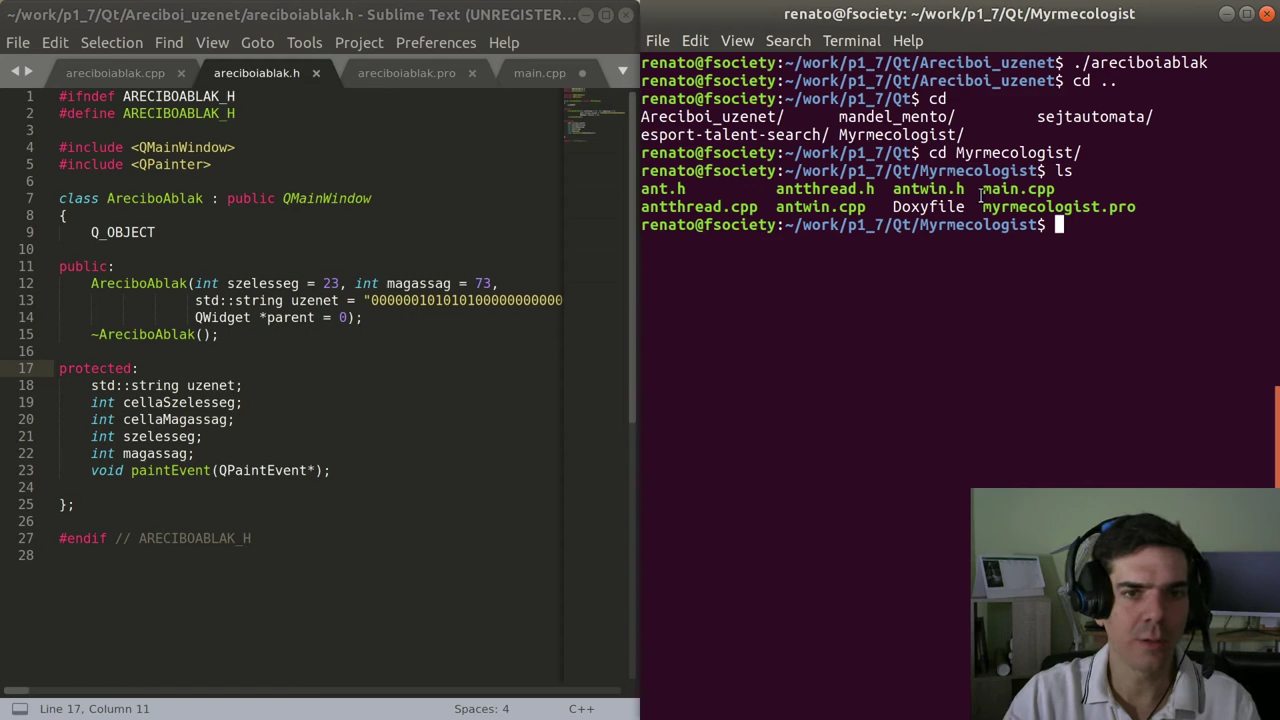 ~/work/p1_7/Qt/Areciboi_uzenet/areciboiablak.h - Sublime Text (UNREGISTER...
File Edit Selection Find View Goto Tools Project Preferences Help
areciboiablak.cpp areciboiablak.h areciboiablak.pro main.cpp
1 #ifndef ARECIBOABLAK_H
2 #define ARECIBOABLAK_H
3
4 #include <QMainWindow>
5 #include <QPainter>
6
7 class AreciboAblak : public QMainWindow
8 {
9 Q_OBJECT
10
11 public:
12 AreciboAblak(int szelesseg = 23, int magassag = 73,
13 std::string uzenet = "000000101010100000000000
14 QWidget *parent = 0);
15 ~AreciboAblak();
16
17 protected:
18 std::string uzenet;
19 int cellaSzelesseg;
20 int cellaMagassag;
21 int szelesseg;
22 int magassag;
23 void paintEvent(QPaintEvent*);
24
25 };
26
27 #endif // ARECIBOABLAK_H
28
Line 17, Column 11 Spaces: 4 C++
renato@fsociety: ~/work/p1_7/Qt/Myrmecologist
File Edit View Search Terminal Help
renato@fsociety:~/work/p1_7/Qt/Areciboi_uzenet$ ./areciboiablak
renato@fsociety:~/work/p1_7/Qt/Areciboi_uzenet$ cd ..
renato@fsociety:~/work/p1_7/Qt$ cd
Areciboi_uzenet/ mandel_mento/ sejtautomata/
esport-talent-search/ Myrmecologist/
renato@fsociety:~/work/p1_7/Qt$ cd Myrmecologist/
renato@fsociety:~/work/p1_7/Qt/Myrmecologist$ ls
ant.h antthread.h antwin.h main.cpp
antthread.cpp antwin.cpp Doxyfile myrmecologist.pro
renato@fsociety:~/work/p1_7/Qt/Myrmecologist$